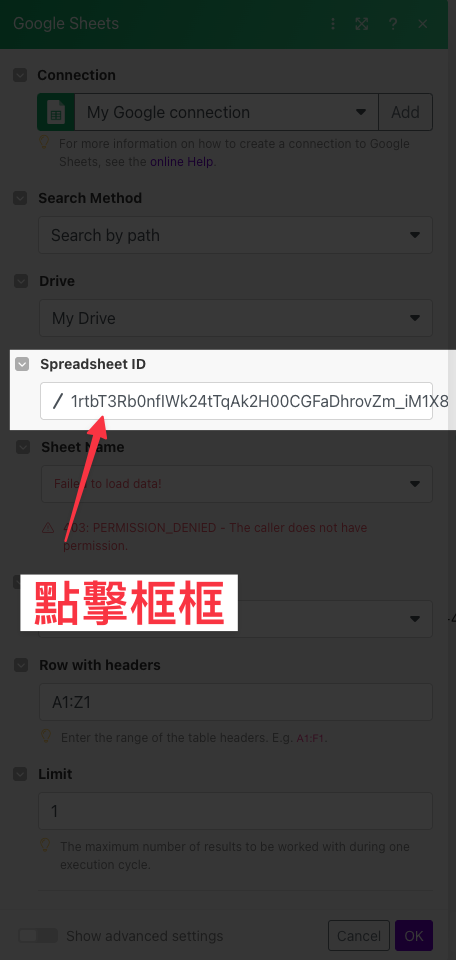 Google Sheets
Connection
My Google connection
Add
For more information on how to create a connection to Google
Sheets, see the online Help.
Search Method
Search by path
Drive
My Drive
Spreadsheet ID
/ 1rtbT3Rb0nfIWk24tTqAk2H00CGFaDhrovZm_iM1X8
Sheet Name
Failed to load data!
403: PERMISSION_DENIED - The caller does not have
permission.
點擊框框
Row with headers
A1:Z1
Enter the range of the table headers. E.g. A1:F1.
Limit
1
The maximum number of results to be worked with during one
execution cycle.
Show advanced settings
Cancel
OK